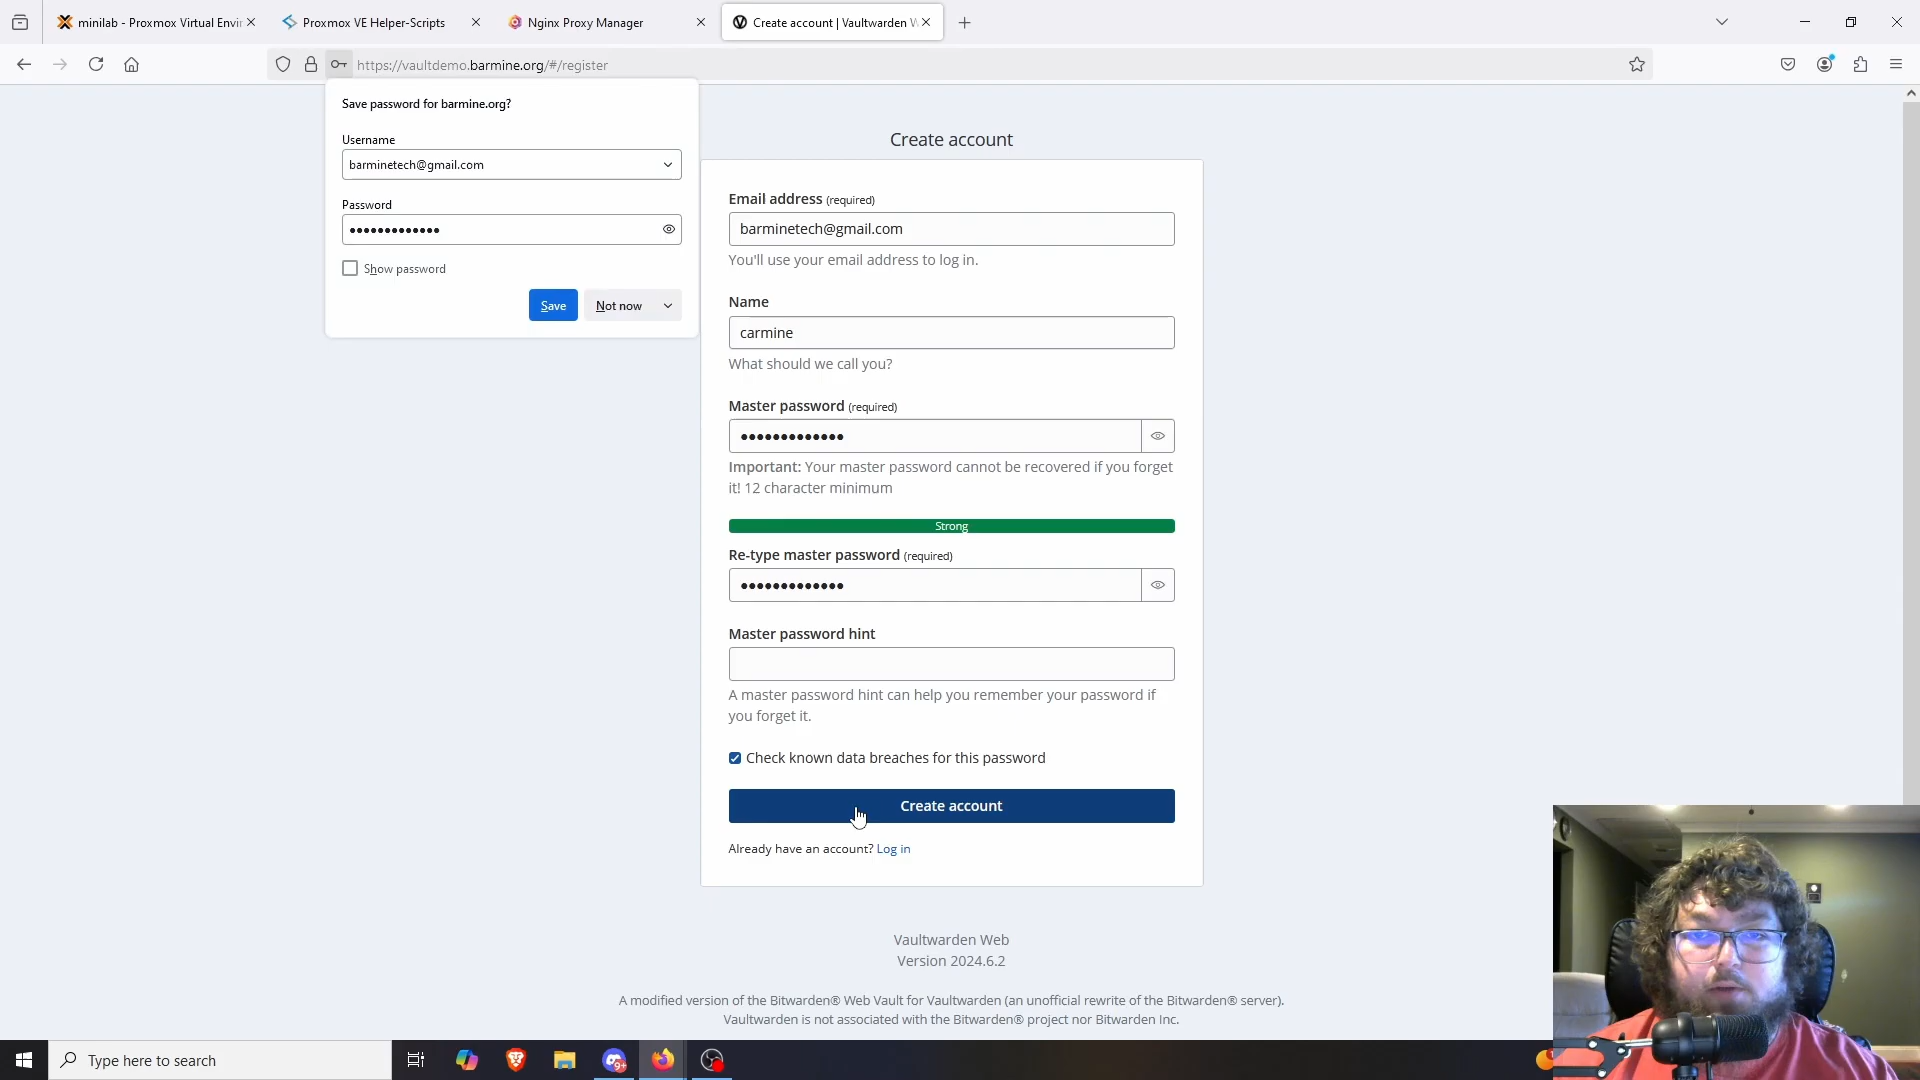 minilab - Proxmox Virtual Envir
Proxmox VE Helper-Scripts
Nginx Proxy Manager
Create account | Vaultwarden W
https://vaultdemo.barmine.org/#/register
Save password for barmine.org?
Username
barminetech@gmail.com
Password
•••••••••••••
Show password
Save
Not now
Create account
Email address (required)
barminetech@gmail.com
You'll use your email address to log in.
Name
carmine
What should we call you?
Master password (required)
•••••••••••••
Important: Your master password cannot be recovered if you forget
it! 12 character minimum
Strong
Re-type master password (required)
•••••••••••••
Master password hint
A master password hint can help you remember your password if
you forget it.
Check known data breaches for this password
Create account
Already have an account? Log in
Vaultwarden Web
Version 2024.6.2
A modified version of the Bitwarden® Web Vault for Vaultwarden (an unofficial rewrite of the Bitwarden® server).
Vaultwarden is not associated with the Bitwarden® project nor Bitwarden Inc.
Type here to search
9+